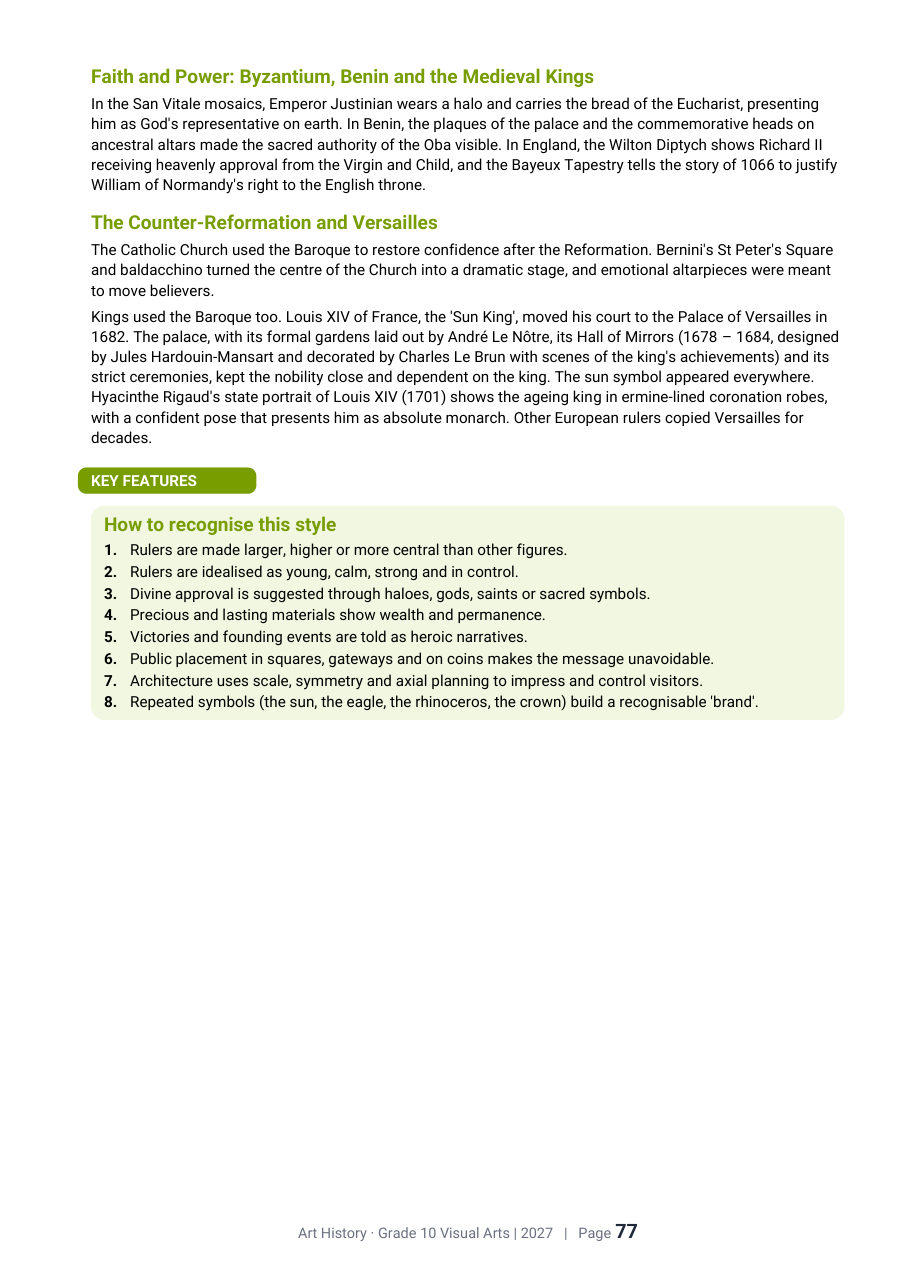 Faith and Power: Byzantium, Benin and the Medieval Kings
In the San Vitale mosaics, Emperor Justinian wears a halo and carries the bread of the Eucharist, presenting
him as God's representative on earth. In Benin, the plaques of the palace and the commemorative heads on
ancestral altars made the sacred authority of the Oba visible. In England, the Wilton Diptych shows Richard II
receiving heavenly approval from the Virgin and Child, and the Bayeux Tapestry tells the story of 1066 to justify
William of Normandy's right to the English throne.
The Counter-Reformation and Versailles
The Catholic Church used the Baroque to restore confidence after the Reformation. Bernini's St Peter's Square
and baldacchino turned the centre of the Church into a dramatic stage, and emotional altarpieces were meant
to move believers.
Kings used the Baroque too. Louis XIV of France, the 'Sun King', moved his court to the Palace of Versailles in
1682. The palace, with its formal gardens laid out by André Le Nôtre, its Hall of Mirrors (1678 – 1684, designed
by Jules Hardouin-Mansart and decorated by Charles Le Brun with scenes of the king's achievements) and its
strict ceremonies, kept the nobility close and dependent on the king. The sun symbol appeared everywhere.
Hyacinthe Rigaud's state portrait of Louis XIV (1701) shows the ageing king in ermine-lined coronation robes,
with a confident pose that presents him as absolute monarch. Other European rulers copied Versailles for
decades.
KEY FEATURES
How to recognise this style
1. Rulers are made larger, higher or more central than other figures.
2. Rulers are idealised as young, calm, strong and in control.
3. Divine approval is suggested through haloes, gods, saints or sacred symbols.
4. Precious and lasting materials show wealth and permanence.
5. Victories and founding events are told as heroic narratives.
6. Public placement in squares, gateways and on coins makes the message unavoidable.
7. Architecture uses scale, symmetry and axial planning to impress and control visitors.
8. Repeated symbols (the sun, the eagle, the rhinoceros, the crown) build a recognisable 'brand'.
Art History · Grade 10 Visual Arts | 2027 | Page 77